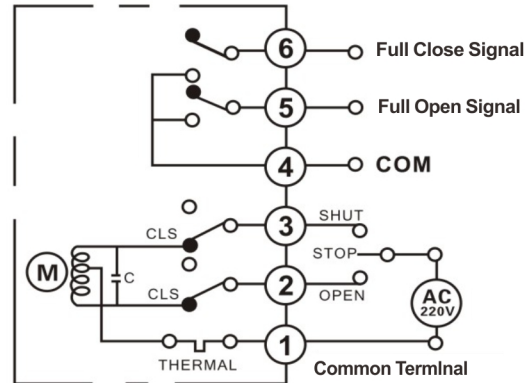 6 Full Close Signal
5 Full Open Signal
4 COM
3 SHUT
CLS
STOP
M
C
2 OPEN
CLS
AC
220V
1
THERMAL
Common TermInal